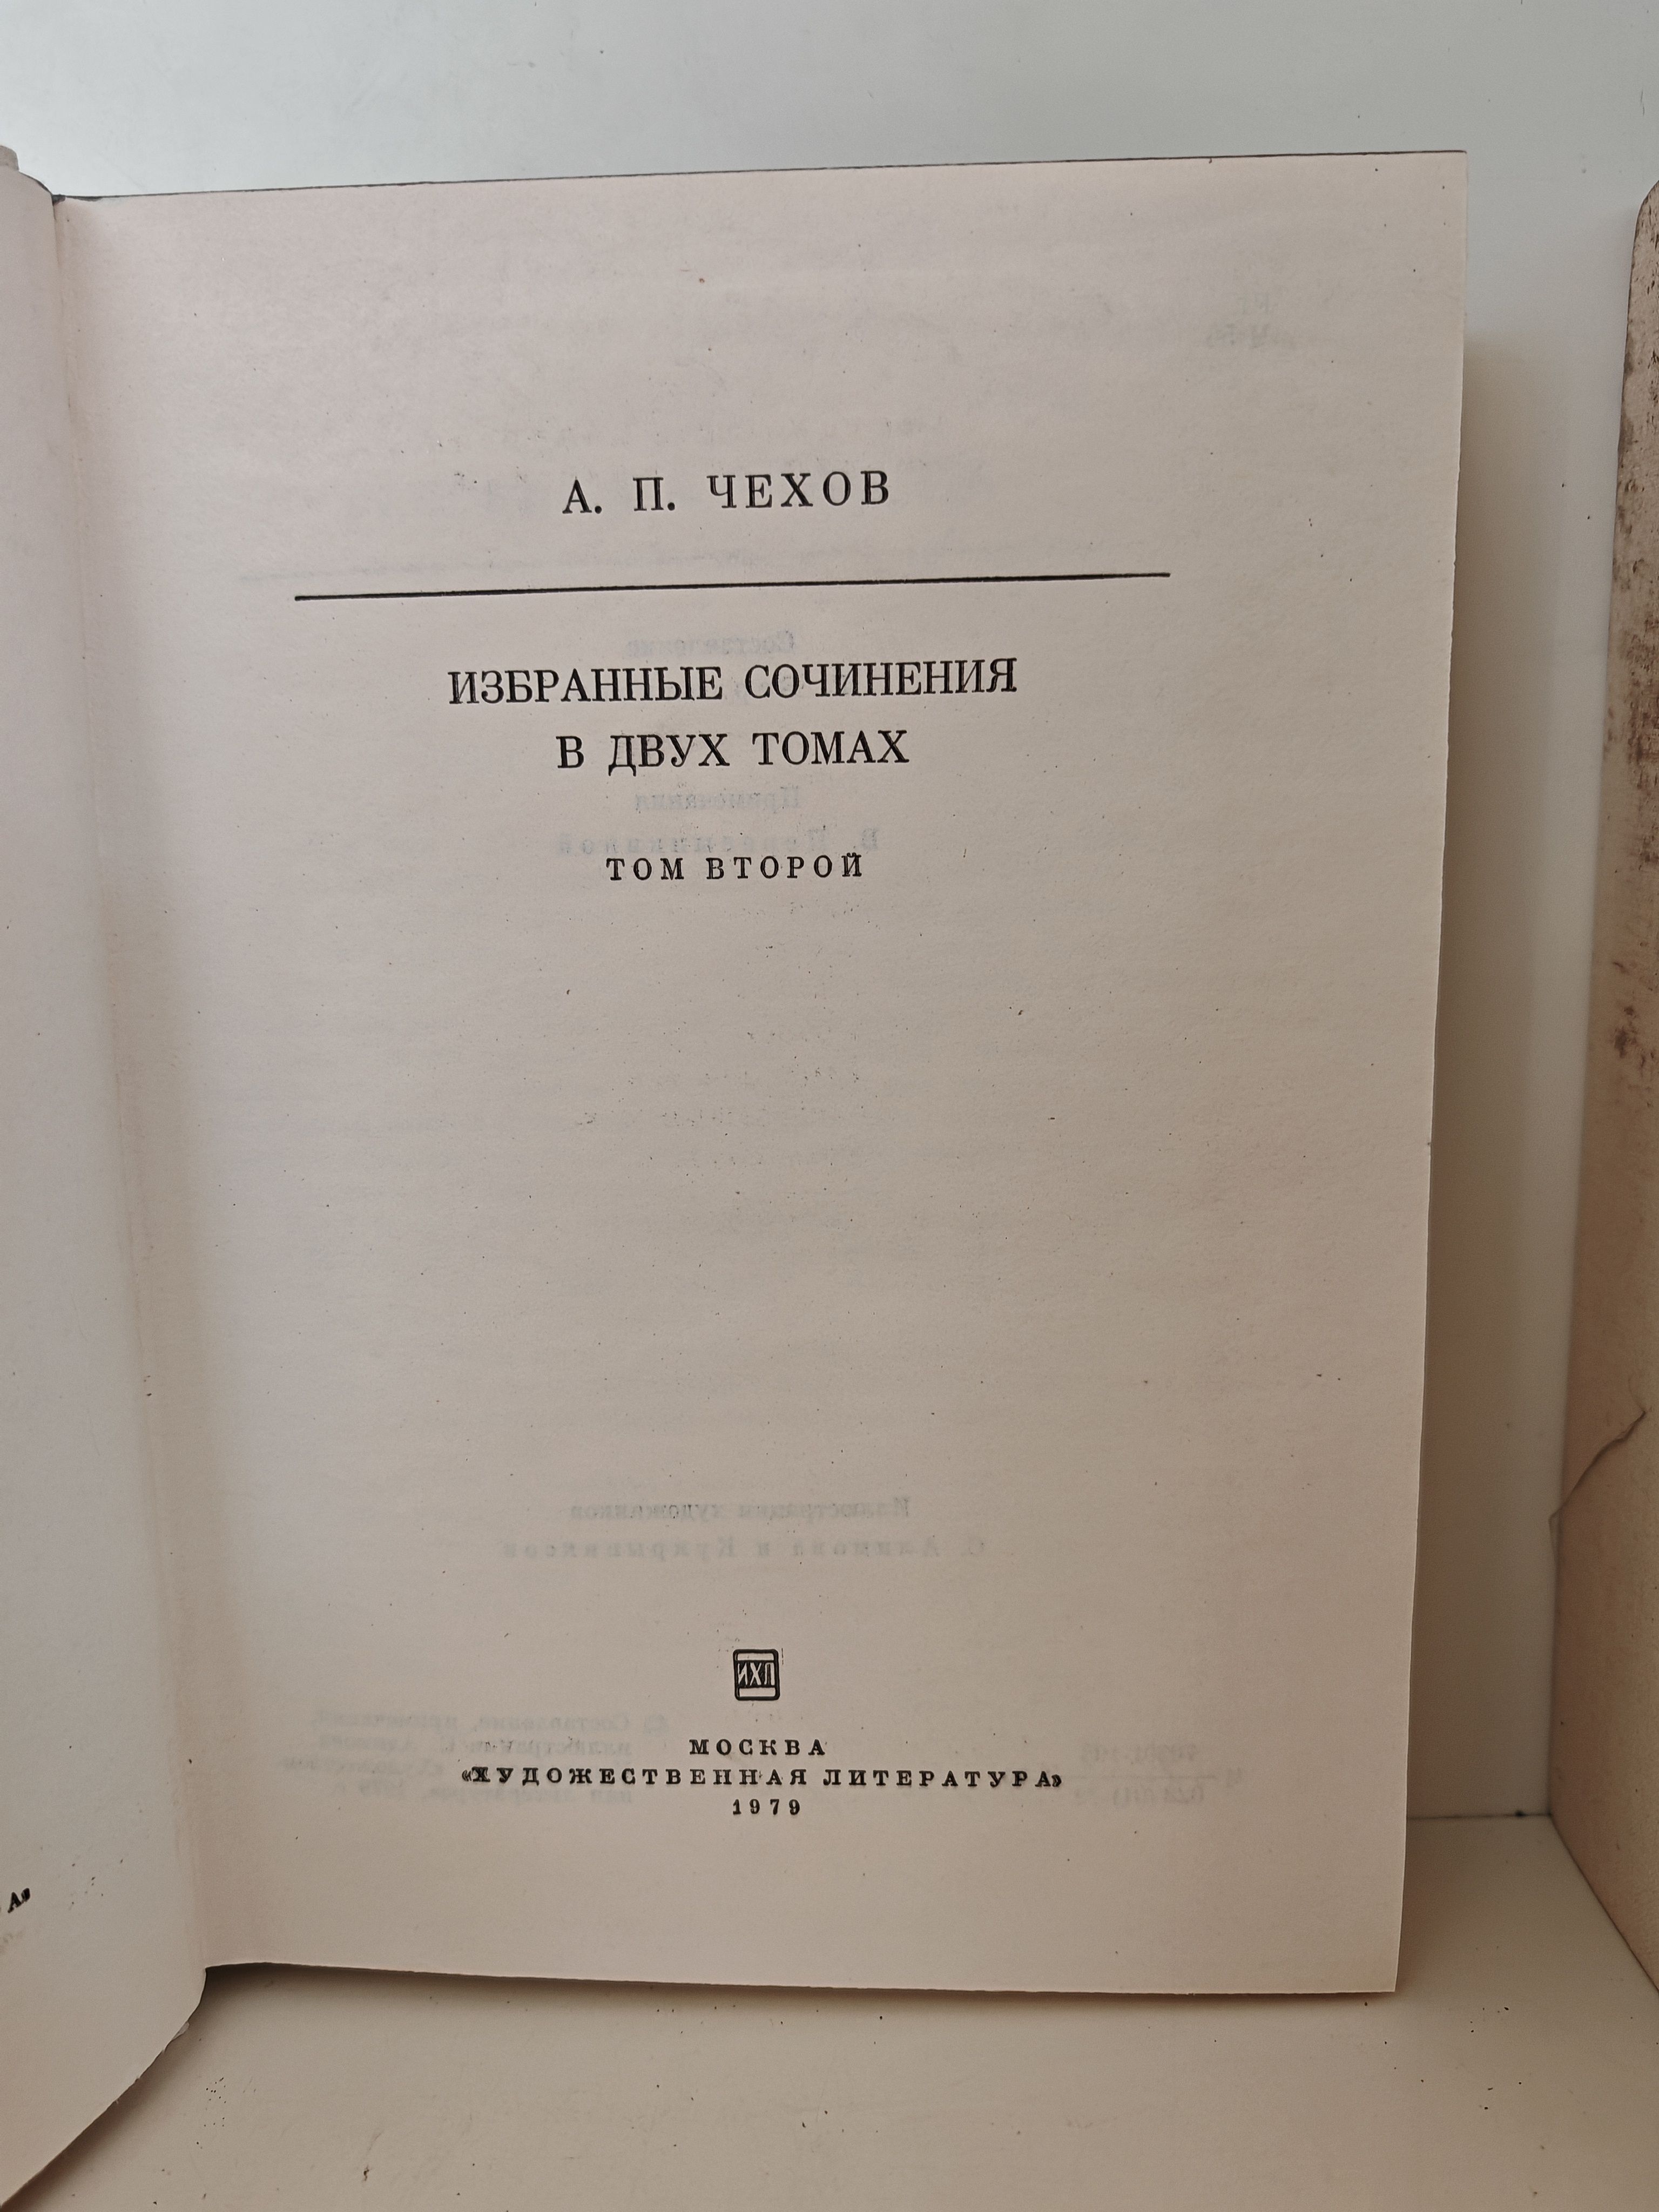 А. П. ЧЕХОВ
ИЗБРАННЫЕ СОЧИНЕНИЯ
В ДВУХ ТОМАХ
ТОМ ВТОРОЙ
ИХЛ
МОСКВА
«ХУДОЖЕСТВЕННАЯ ЛИТЕРАТУРА»
1979
А»